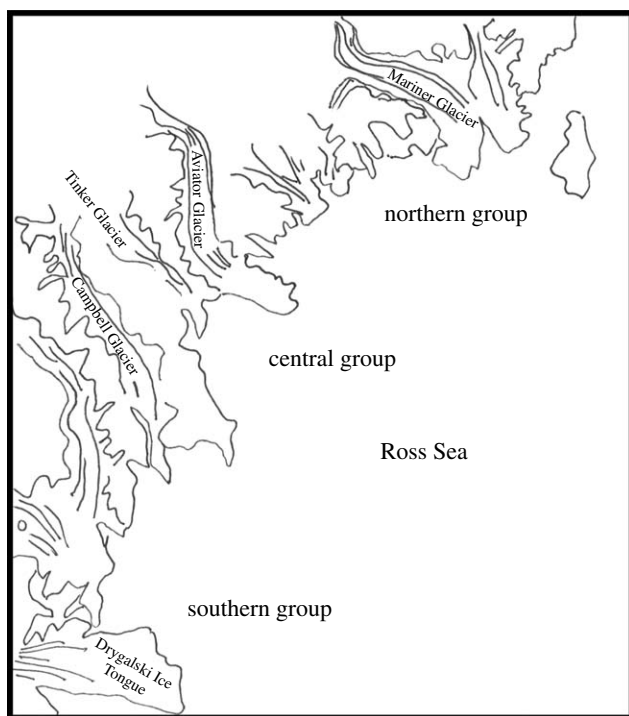 Mariner Glacier
Aviator Glacier
Tinker Glacier
northern group
Campbell Glacier
central group
Ross Sea
southern group
Drygalski Ice
Tongue